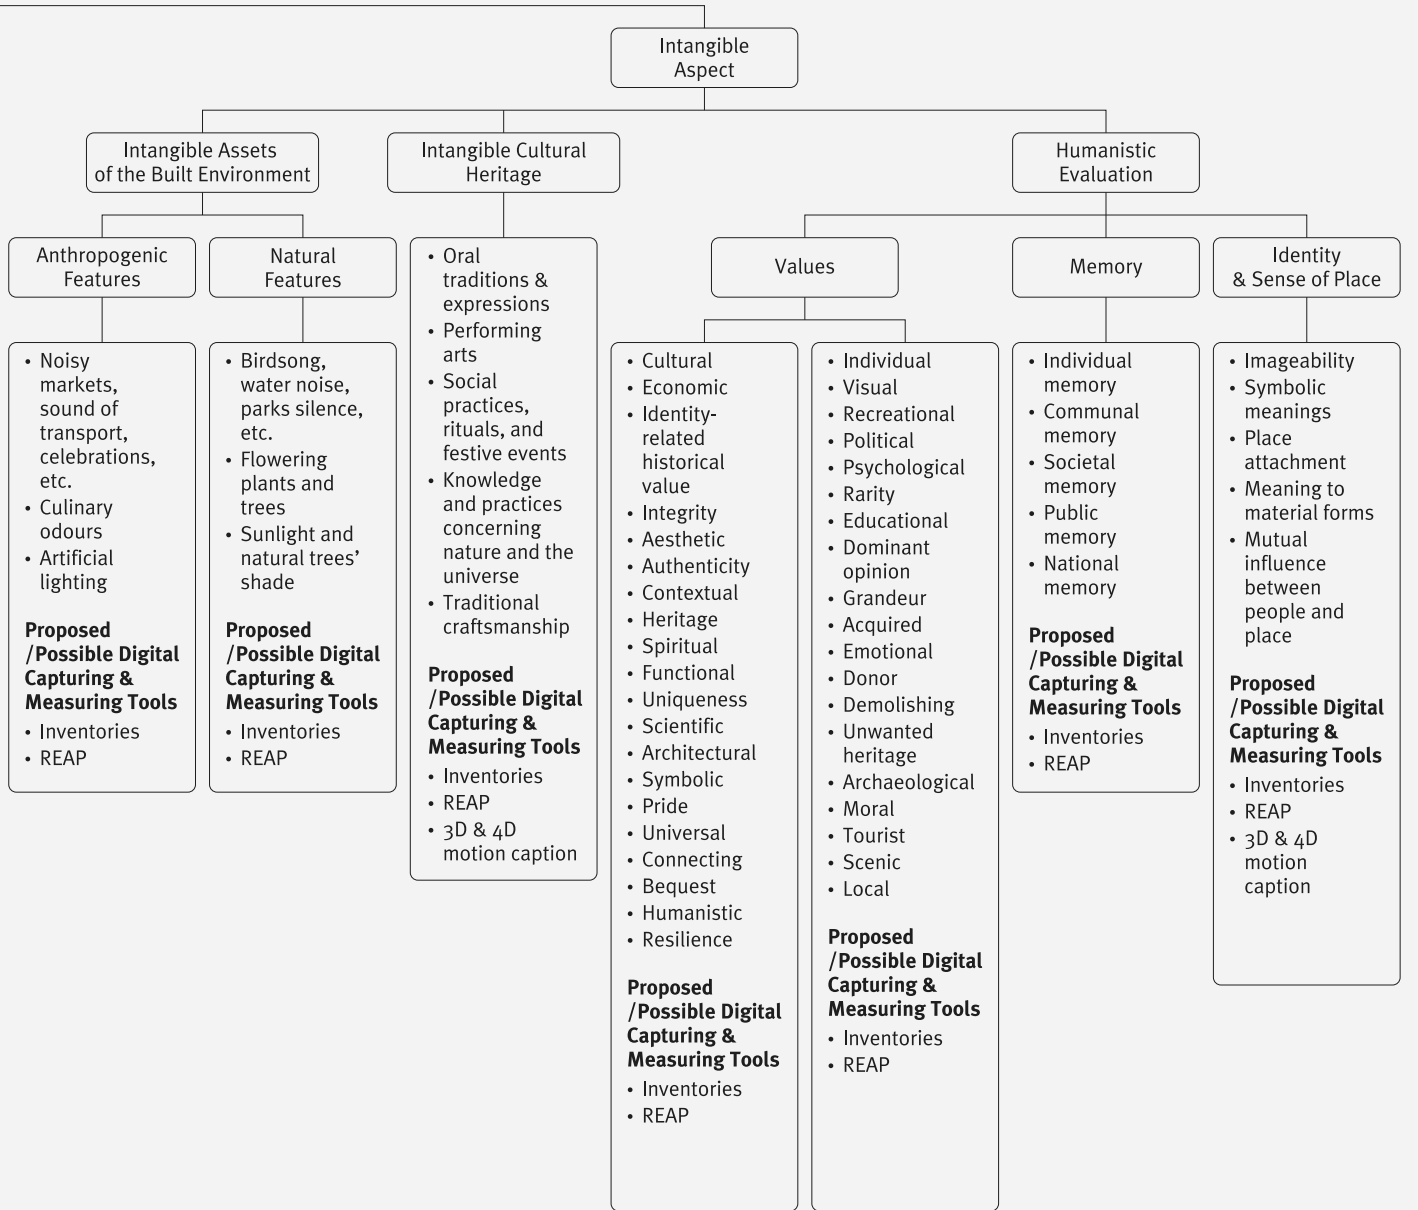 Intangible
Aspect
Intangible Assets
of the Built Environment
Intangible Cultural
Heritage
Humanistic
Evaluation
Anthropogenic
Features
Natural
Features
Values
Memory
Identity
& Sense of Place
• Noisy
markets,
sound of
transport,
celebrations,
etc.
• Culinary
odours
• Artificial
lighting
Proposed
/Possible Digital
Capturing &
Measuring Tools
• Inventories
• REAP
• Birdsong,
water noise,
parks silence,
etc.
• Flowering
plants and
trees
• Sunlight and
natural trees’
shade
Proposed
/Possible Digital
Capturing &
Measuring Tools
• Inventories
• REAP
• Oral
traditions &
expressions
• Performing
arts
• Social
practices,
rituals, and
festive events
• Knowledge
and practices
concerning
nature and the
universe
• Traditional
craftsmanship
Proposed
/Possible Digital
Capturing &
Measuring Tools
• Inventories
• REAP
• 3D & 4D
motion caption
• Cultural
• Economic
• Identity-
related
historical
value
• Integrity
• Aesthetic
• Authenticity
• Contextual
• Heritage
• Spiritual
• Functional
• Uniqueness
• Scientific
• Architectural
• Symbolic
• Pride
• Universal
• Connecting
• Bequest
• Humanistic
• Resilience
Proposed
/Possible Digital
Capturing &
Measuring Tools
• Inventories
• REAP
• Individual
• Visual
• Recreational
• Political
• Psychological
• Rarity
• Educational
• Dominant
opinion
• Grandeur
• Acquired
• Emotional
• Donor
• Demolishing
• Unwanted
heritage
• Archaeological
• Moral
• Tourist
• Scenic
• Local
Proposed
/Possible Digital
Capturing &
Measuring Tools
• Inventories
• REAP
• Individual
memory
• Communal
memory
• Societal
memory
• Public
memory
• National
memory
Proposed
/Possible Digital
Capturing &
Measuring Tools
• Inventories
• REAP
• Imageability
• Symbolic
meanings
• Place
attachment
• Meaning to
material forms
• Mutual
influence
between
people and
place
Proposed
/Possible Digital
Capturing &
Measuring Tools
• Inventories
• REAP
• 3D & 4D
motion
caption